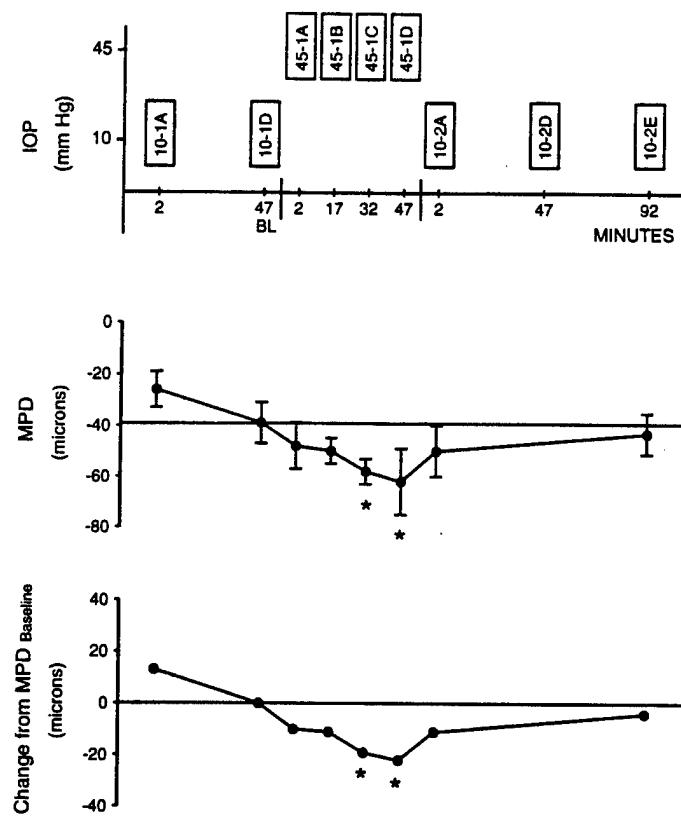 45-1A
45-1B
45-1C
45-1D
45
IOP
(mm Hg)
10
10-1A
10-1D
10-2A
10-2D
10-2E
2 47 2 17 32 47 2 47 92
BL
MINUTES
0
-20
MPD
(microns)
-40
-60
*
-80
*
40
20
Change from MPD Baseline
(microns)
0
-20
* *
-40